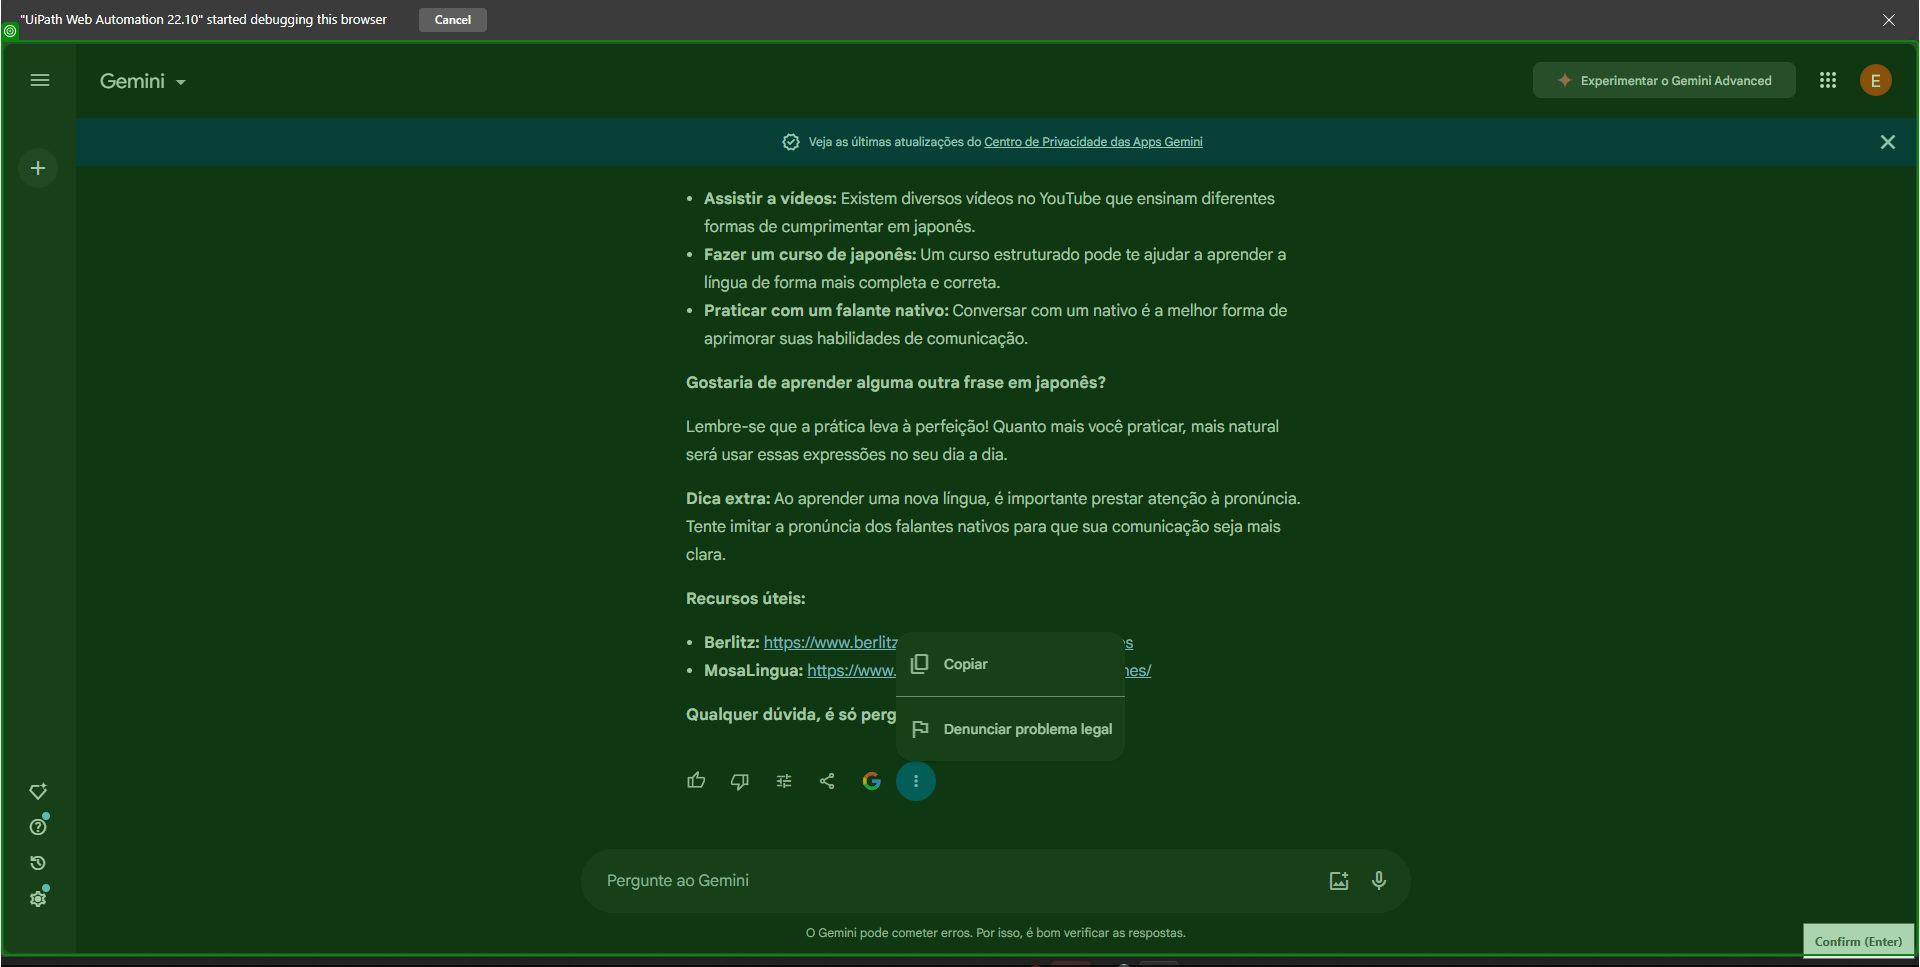 "UiPath Web Automation 22.10" started debugging this browser
Cancel
Gemini
Experimentar o Gemini Advanced
E
Veja as últimas atualizações do Centro de Privacidade das Apps Gemini
• Assistir a vídeos: Existem diversos vídeos no YouTube que ensinam diferentes
formas de cumprimentar em japonês.
• Fazer um curso de japonês: Um curso estruturado pode te ajudar a aprender a
língua de forma mais completa e correta.
• Praticar com um falante nativo: Conversar com um nativo é a melhor forma de
aprimorar suas habilidades de comunicação.
Gostaria de aprender alguma outra frase em japonês?
Lembre-se que a prática leva à perfeição! Quanto mais você praticar, mais natural
será usar essas expressões no seu dia a dia.
Dica extra: Ao aprender uma nova língua, é importante prestar atenção à pronúncia.
Tente imitar a pronúncia dos falantes nativos para que sua comunicação seja mais
clara.
Recursos úteis:
• Berlitz: https://www.berlitz
• MosaLingua: https://www. nes/
Qualquer dúvida, é só perg
Copiar
Denunciar problema legal
Pergunte ao Gemini
O Gemini pode cometer erros. Por isso, é bom verificar as respostas.
Confirm (Enter)